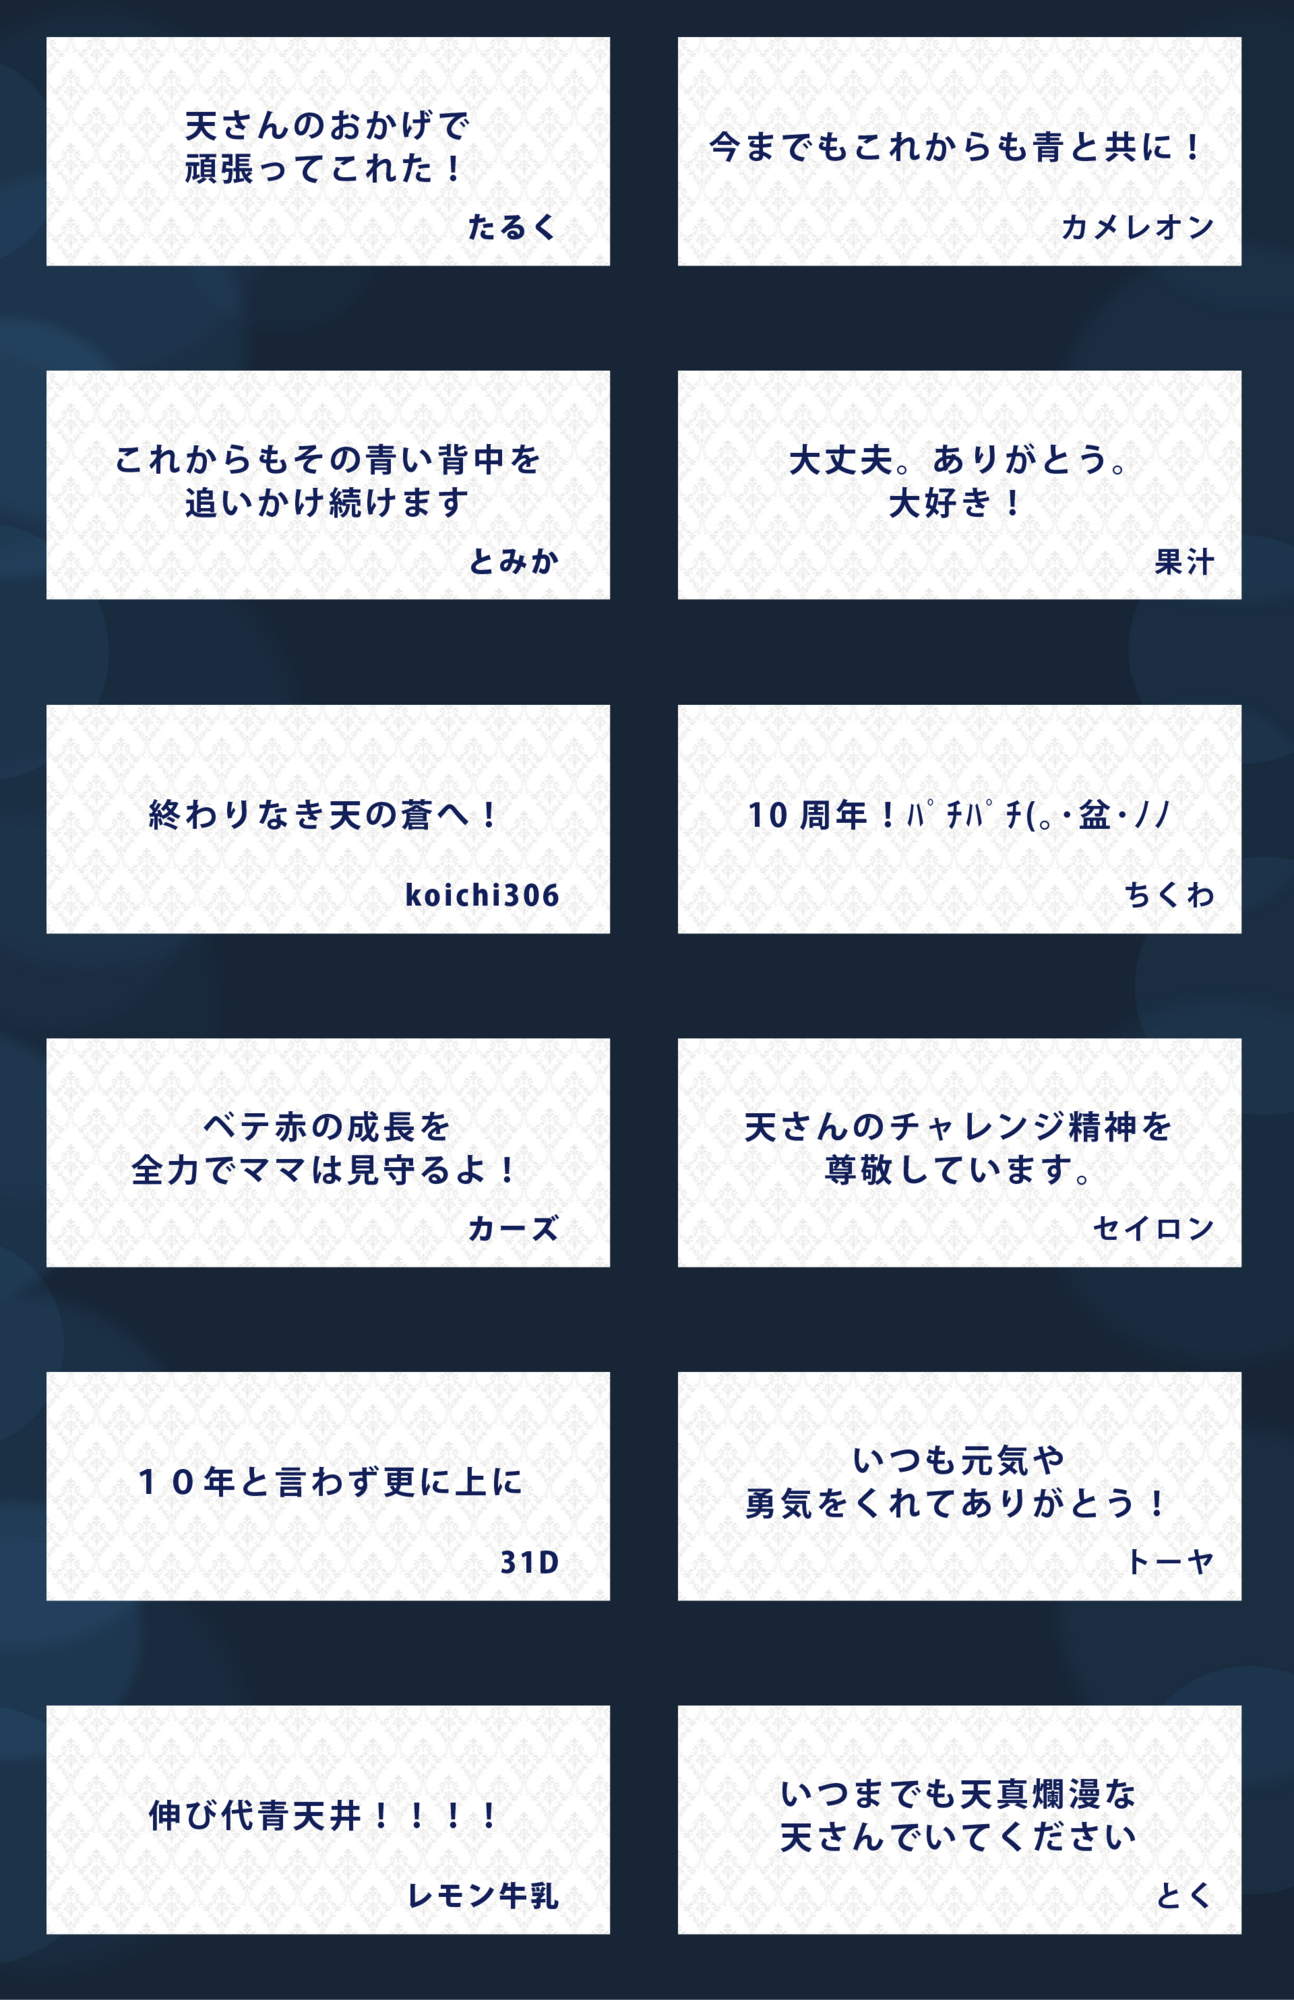 天さんのおかげで
頑張ってこれた！
たるく
今までもこれからも青と共に！
カメレオン
これからもその青い背中を
追いかけ続けます
とみか
大丈夫。ありがとう。
大好き！
果汁
終わりなき天の蒼へ！
koichi306
10周年！ﾊﾟﾁﾊﾟﾁ(｡･盆･ﾉﾉ
ちくわ
ベテ赤の成長を
全力でママは見守るよ！
カーズ
天さんのチャレンジ精神を
尊敬しています。
セイロン
１０年と言わず更に上に
31D
いつも元気や
勇気をくれてありがとう！
トーヤ
伸び代青天井！！！！
レモン牛乳
いつまでも天真爛漫な
天さんでいてください
とく